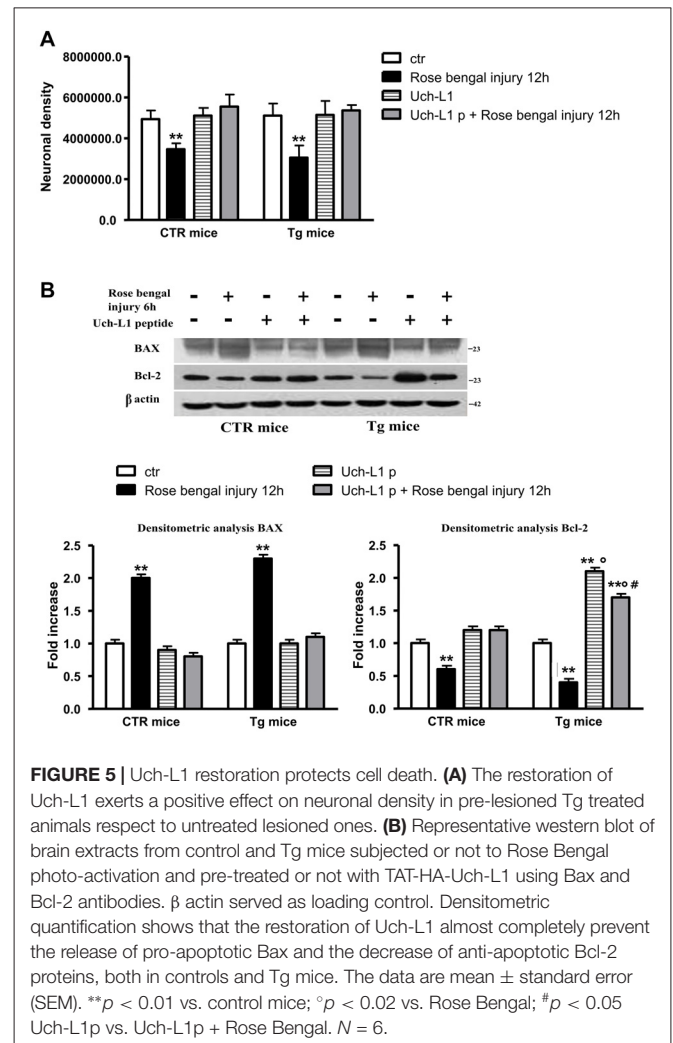 A
8000000.0
6000000.0
4000000.0
2000000.0
0.0
Neuronal density
**
**
CTR mice
Tg mice
ctr
Rose bengal injury 12h
Uch-L1
Uch-L1 p + Rose bengal injury 12h
B
Rose bengal
injury 6h
- + - + - + - +
Uch-L1 peptide
+ + + +
BAX
-23
Bcl-2
-23
β actin
-42
CTR mice
Tg mice
ctr
Rose bengal injury 12h
Uch-L1 p
Uch-L1 p + Rose bengal injury 12h
Densitometric analysis BAX
Fold increase
2.5
2.0
1.5
1.0
0.5
0.0
**
**
CTR mice
Tg mice
Densitometric analysis Bcl-2
Fold increase
2.5
2.0
1.5
1.0
0.5
0.0
**
**
** °
**° #
CTR mice
Tg mice
FIGURE 5 | Uch-L1 restoration protects cell death. (A) The restoration of
Uch-L1 exerts a positive effect on neuronal density in pre-lesioned Tg treated
animals respect to untreated lesioned ones. (B) Representative western blot of
brain extracts from control and Tg mice subjected or not to Rose Bengal
photo-activation and pre-treated or not with TAT-HA-Uch-L1 using Bax and
Bcl-2 antibodies. β actin served as loading control. Densitometric
quantification shows that the restoration of Uch-L1 almost completely prevent
the release of pro-apoptotic Bax and the decrease of anti-apoptotic Bcl-2
proteins, both in controls and Tg mice. The data are mean ± standard error
(SEM). **p < 0.01 vs. control mice; °p < 0.02 vs. Rose Bengal; #p < 0.05
Uch-L1p vs. Uch-L1p + Rose Bengal. N = 6.